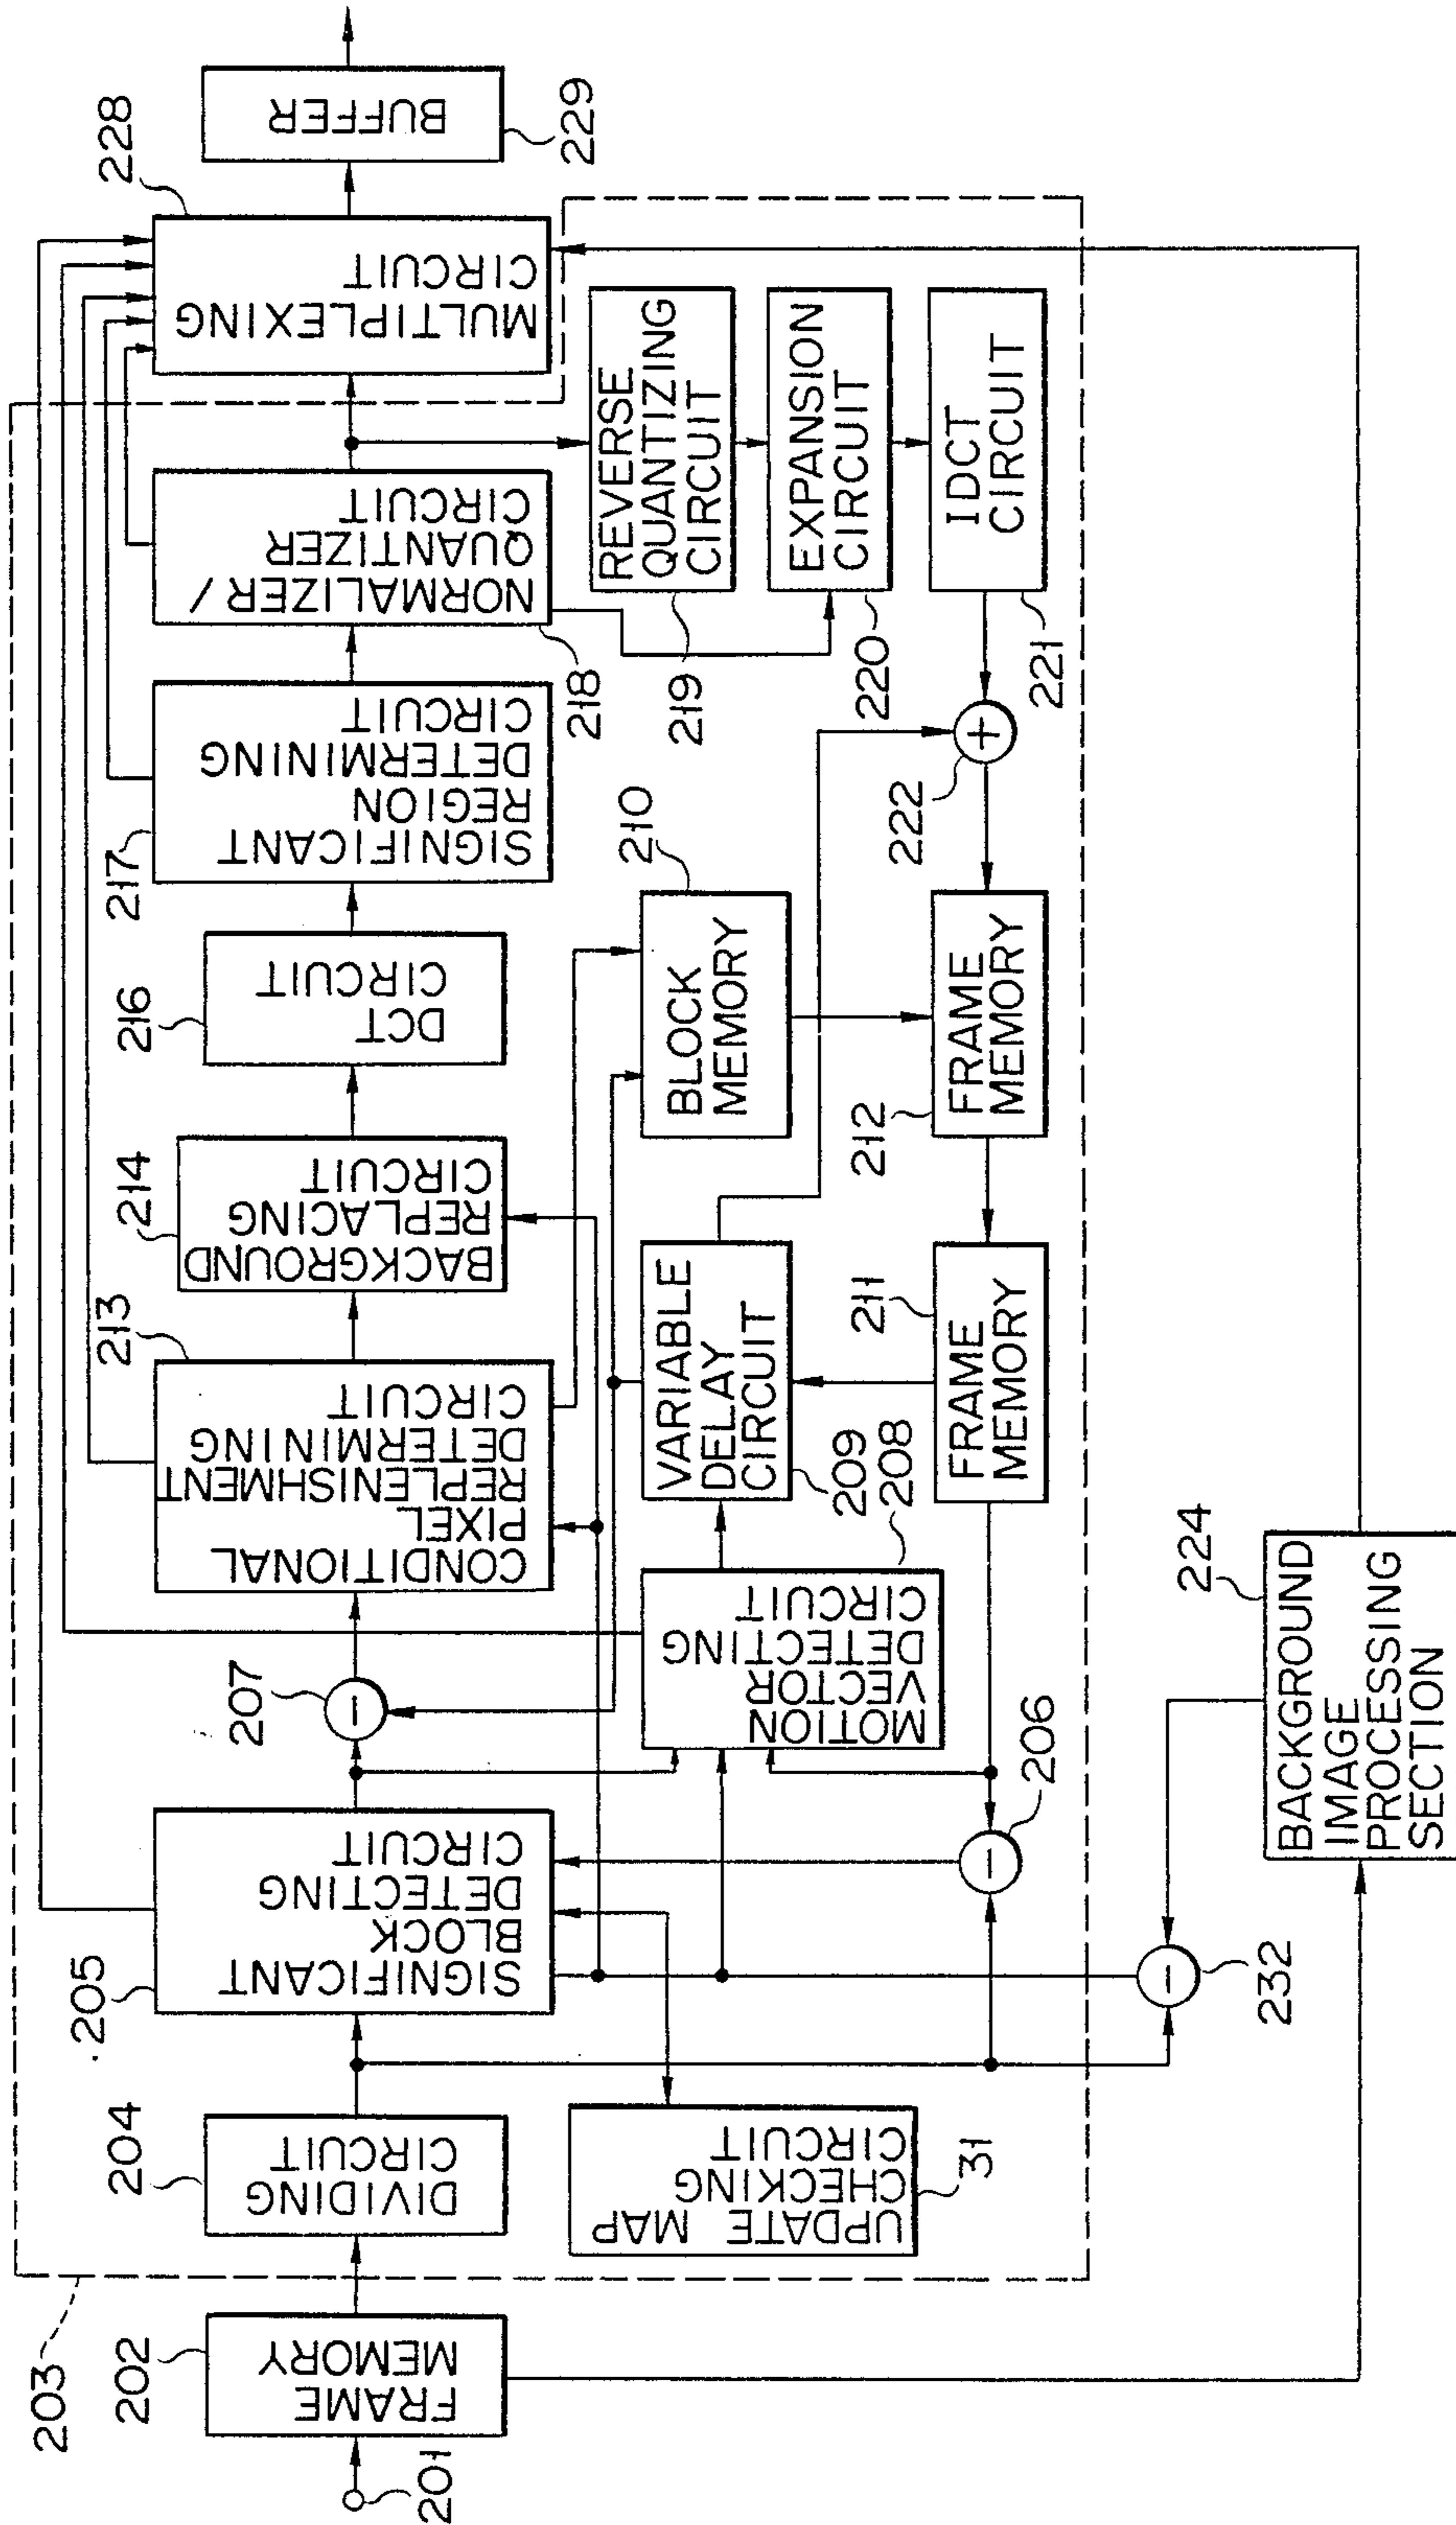 203
201
FRAME
MEMORY
202
DIVIDING
CIRCUIT
204
UPDATE MAP
CHECKING
CIRCUIT
31
SIGNIFICANT
BLOCK
DETECTING
CIRCUIT
205
−
206
−
232
−
207
CONDITIONAL
PIXEL
REPLENISHMENT
DETERMINING
CIRCUIT
213
MOTION
VECTOR
DETECTING
CIRCUIT
208
VARIABLE
DELAY
CIRCUIT
209
FRAME
MEMORY
211
BACKGROUND
IMAGE
PROCESSING
SECTION
224
BACKGROUND
REPLACING
CIRCUIT
214
BLOCK
MEMORY
210
FRAME
MEMORY
212
DCT
CIRCUIT
216
SIGNIFICANT
REGION
DETERMINING
CIRCUIT
217
+
222
NORMALIZER/
QUANTIZER
CIRCUIT
218
REVERSE
QUANTIZING
CIRCUIT
219
EXPANSION
CIRCUIT
220
IDCT
CIRCUIT
221
MULTIPLEXING
CIRCUIT
228
BUFFER
229